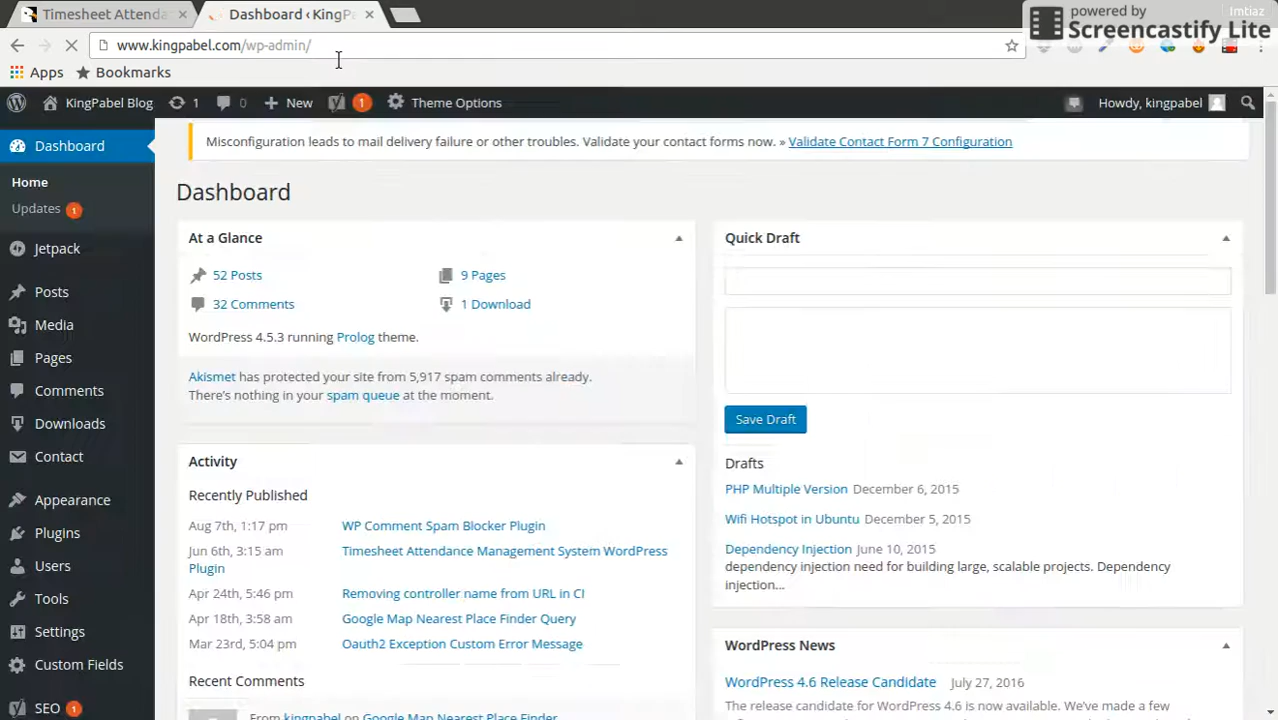 Timesheet Attenda
Dashboard ‹ KingPa
Imtiaz
powered by
Screencastify Lite
www.kingpabel.com/wp-admin/
Apps
Bookmarks
KingPabel Blog
1
0
New
1
Theme Options
Howdy, kingpabel
Dashboard
Home
Updates 1
Jetpack
Posts
Media
Pages
Comments
Downloads
Contact
Appearance
Plugins
Users
Tools
Settings
Custom Fields
SEO 1
Misconfiguration leads to mail delivery failure or other troubles. Validate your contact forms now. » Validate Contact Form 7 Configuration
Dashboard
At a Glance
52 Posts
9 Pages
32 Comments
1 Download
WordPress 4.5.3 running Prolog theme.
Akismet has protected your site from 5,917 spam comments already.
There's nothing in your spam queue at the moment.
Activity
Recently Published
Aug 7th, 1:17 pm WP Comment Spam Blocker Plugin
Jun 6th, 3:15 am Timesheet Attendance Management System WordPress
Plugin
Apr 24th, 5:46 pm Removing controller name from URL in CI
Apr 18th, 3:58 am Google Map Nearest Place Finder Query
Mar 23rd, 5:04 pm Oauth2 Exception Custom Error Message
Recent Comments
From kingpabel on Google Map Nearest Place Finder
Quick Draft
Save Draft
Drafts
PHP Multiple Version December 6, 2015
Wifi Hotspot in Ubuntu December 5, 2015
Dependency Injection June 10, 2015
dependency injection need for building large, scalable projects. Dependency
injection...
WordPress News
WordPress 4.6 Release Candidate July 27, 2016
The release candidate for WordPress 4.6 is now available. We've made a few